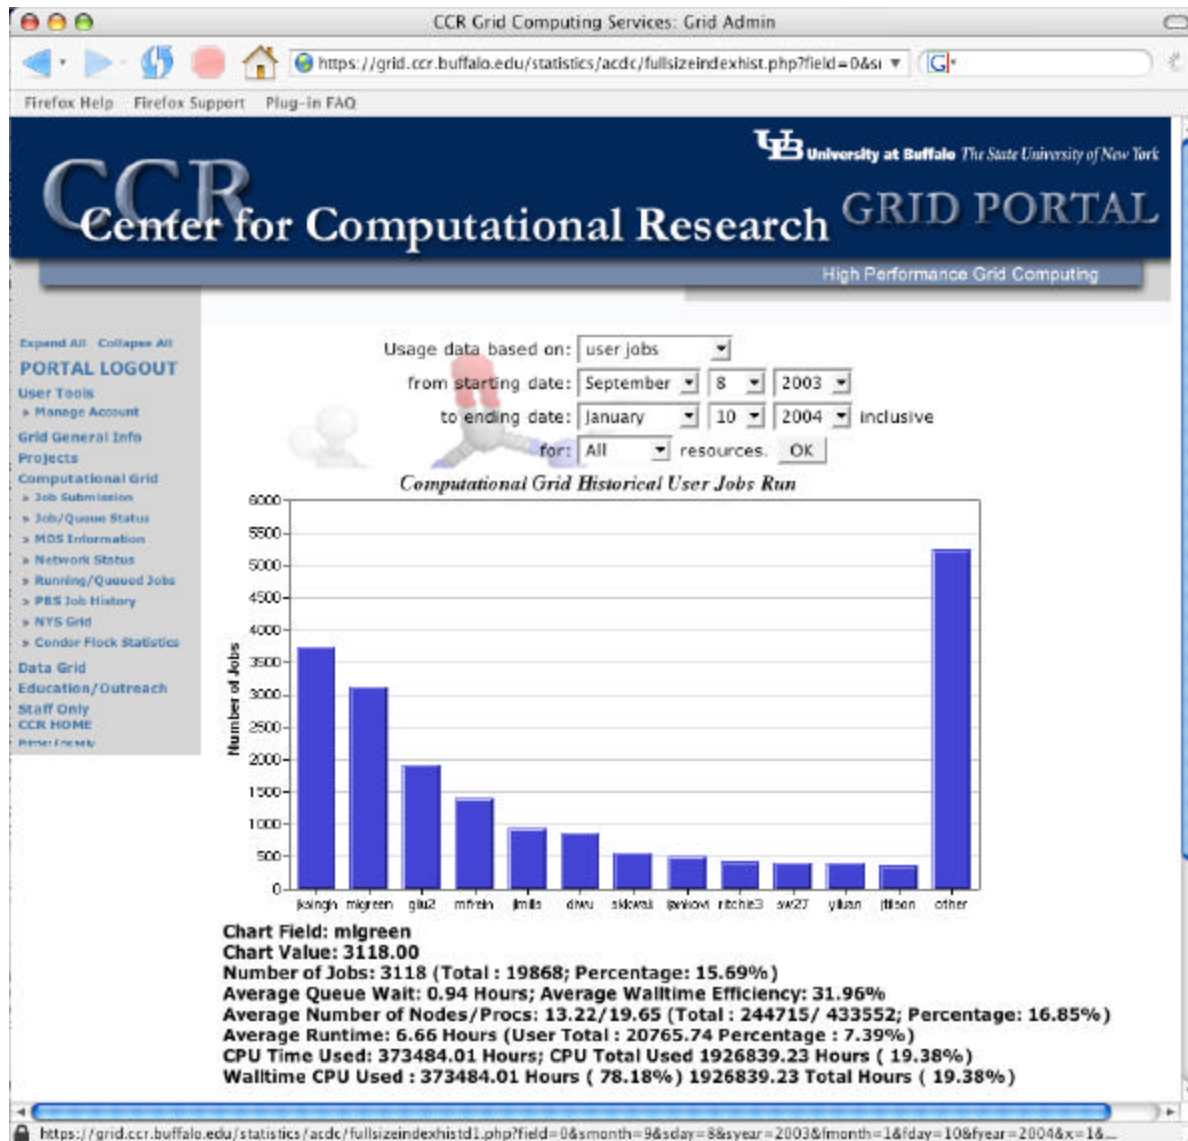 CCR Grid Computing Services: Grid Admin
https://grid.ccr.buffalo.edu/statistics/acdc/fullsizeindexhist.php?field=0&si
G
Firefox Help Firefox Support Plug-in FAQ
UB University at Buffalo The State University of New York
CCR
Center for Computational Research GRID PORTAL
High Performance Grid Computing
Expand All Collapse All
PORTAL LOGOUT
User Tools
» Manage Account
Grid General Info
Projects
Computational Grid
» Job Submission
» Job/Queue Status
» MDS Information
» Network Status
» Running/Queued Jobs
» PBS Job History
» NYS Grid
» Condor Flock Statistics
Data Grid
Education/Outreach
Staff Only
CCR HOME
Printer Friendly
Usage data based on: user jobs
from starting date: September 8 2003
to ending date: January 10 2004 inclusive
for: All resources. OK
Computational Grid Historical User Jobs Run
Number of Jobs
6000
5500
5000
4500
4000
3500
3000
2500
2000
1500
1000
500
0
jksingh mlgreen gliu2 mfrein jmills diwu ritchie3 sw27 yiluan jtilson other
Chart Field: mlgreen
Chart Value: 3118.00
Number of Jobs: 3118 (Total : 19868; Percentage: 15.69%)
Average Queue Wait: 0.94 Hours; Average Walltime Efficiency: 31.96%
Average Number of Nodes/Procs: 13.22/19.65 (Total : 244715/ 433552; Percentage: 16.85%)
Average Runtime: 6.66 Hours (User Total : 20765.74 Percentage : 7.39%)
CPU Time Used: 373484.01 Hours; CPU Total Used 1926839.23 Hours ( 19.38%)
Walltime CPU Used : 373484.01 Hours ( 78.18%) 1926839.23 Total Hours ( 19.38%)
https://grid.ccr.buffalo.edu/statistics/acdc/fullsizeindexhistd1.php?field=0&smonth=9&sday=8&syear=2003&fmonth=1&fday=10&fyear=2004&x=1&...